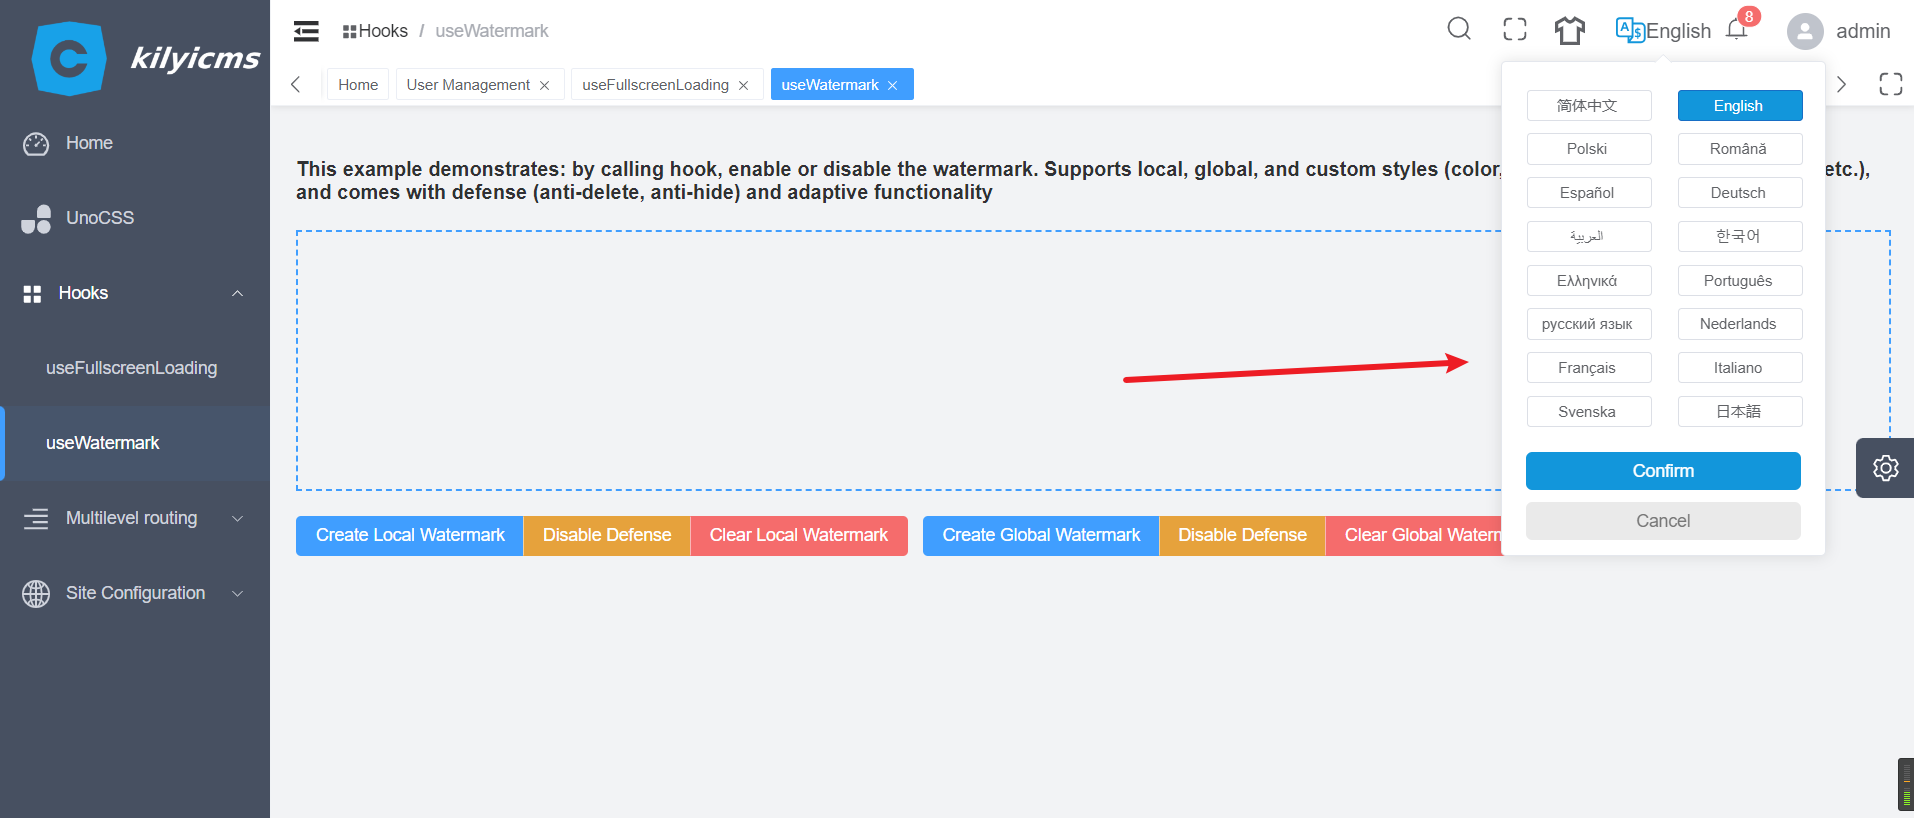 kilyicms
Hooks / useWatermark
English
8
admin
Home
User Management
useFullscreenLoading
useWatermark
Home
UnoCSS
Hooks
useFullscreenLoading
useWatermark
Multilevel routing
Site Configuration
This example demonstrates: by calling hook, enable or disable the watermark. Supports local, global, and custom styles (color, etc.),
and comes with defense (anti-delete, anti-hide) and adaptive functionality
Create Local Watermark
Disable Defense
Clear Local Watermark
Create Global Watermark
Disable Defense
Clear Global Waterm
简体中文
English
Polski
Română
Español
Deutsch
العربية
한국어
Ελληνικά
Português
русский язык
Nederlands
Français
Italiano
Svenska
日本語
Confirm
Cancel